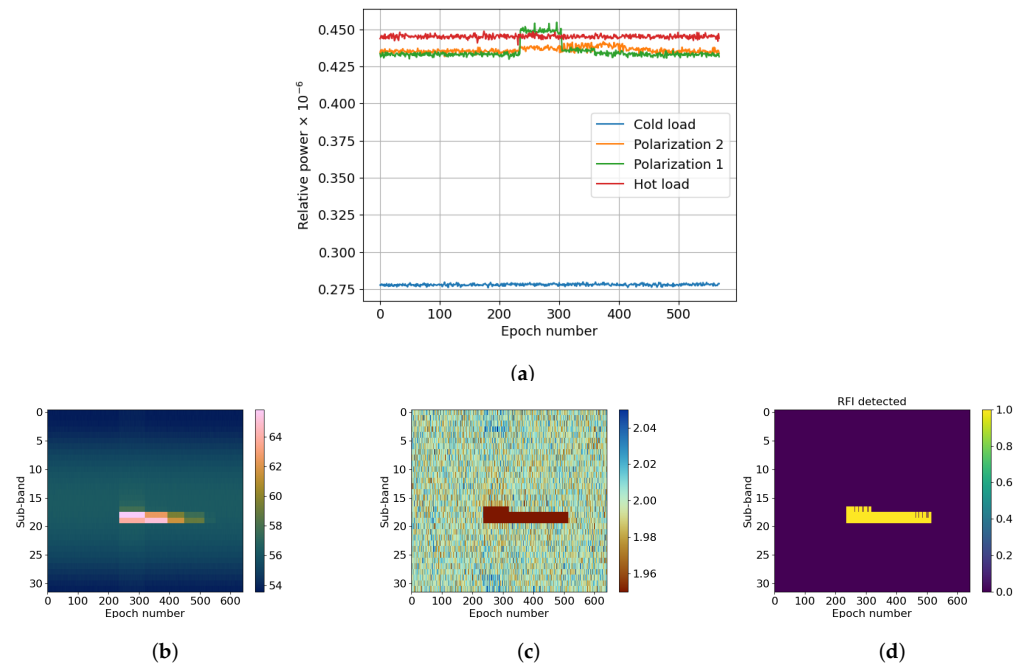 0.450
0.425
0.400
0.375
0.450
0.325
0.300
0.275
Relative power × 10⁻⁶
Cold load
Polarization 2
Polarization 1
Hot load
0 100 200 300 400 500
Epoch number
(a)
0
5
10
15
20
25
30
Sub-band
64
62
60
58
56
54
0 100 200 300 400 500 600
Epoch number
(b)
0
5
10
15
20
25
30
Sub-band
2.04
2.02
2.00
1.98
1.96
0 100 200 300 400 500 600
Epoch number
(c)
RFI detected
0
5
10
15
20
25
30
Sub-band
1.0
0.8
0.6
0.4
0.2
0.0
0 100 200 300 400 500 600
Epoch number
(d)